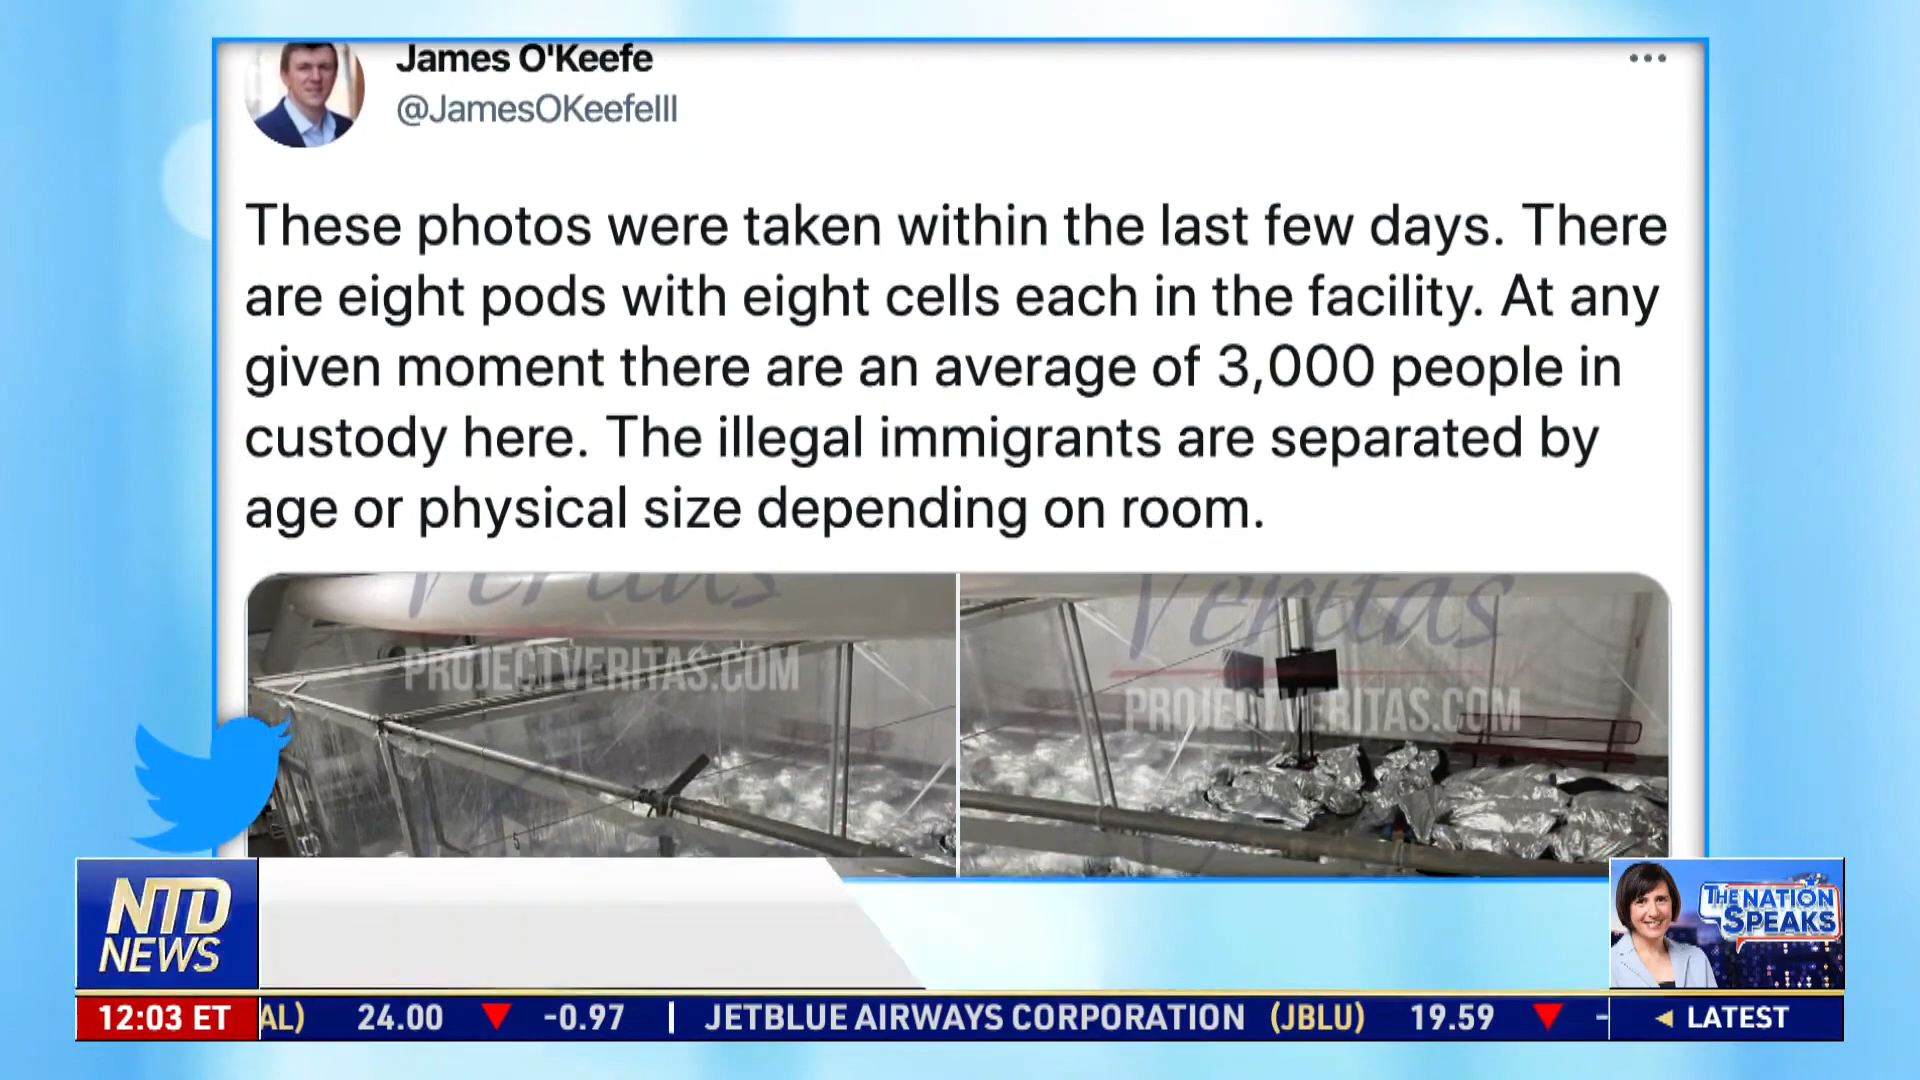 James O'Keefe
@JamesOKeefeIII
These photos were taken within the last few days. There
are eight pods with eight cells each in the facility. At any
given moment there are an average of 3,000 people in
custody here. The illegal immigrants are separated by
age or physical size depending on room.
Veritas
PROJECTVERITAS.COM
Veritas
PROJECTVERITAS.COM
NTD
NEWS
THE NATION
SPEAKS
12:03 ET
AL) 24.00 ▼ -0.97 | JETBLUE AIRWAYS CORPORATION (JBLU) 19.59 ▼ -
◄ LATEST